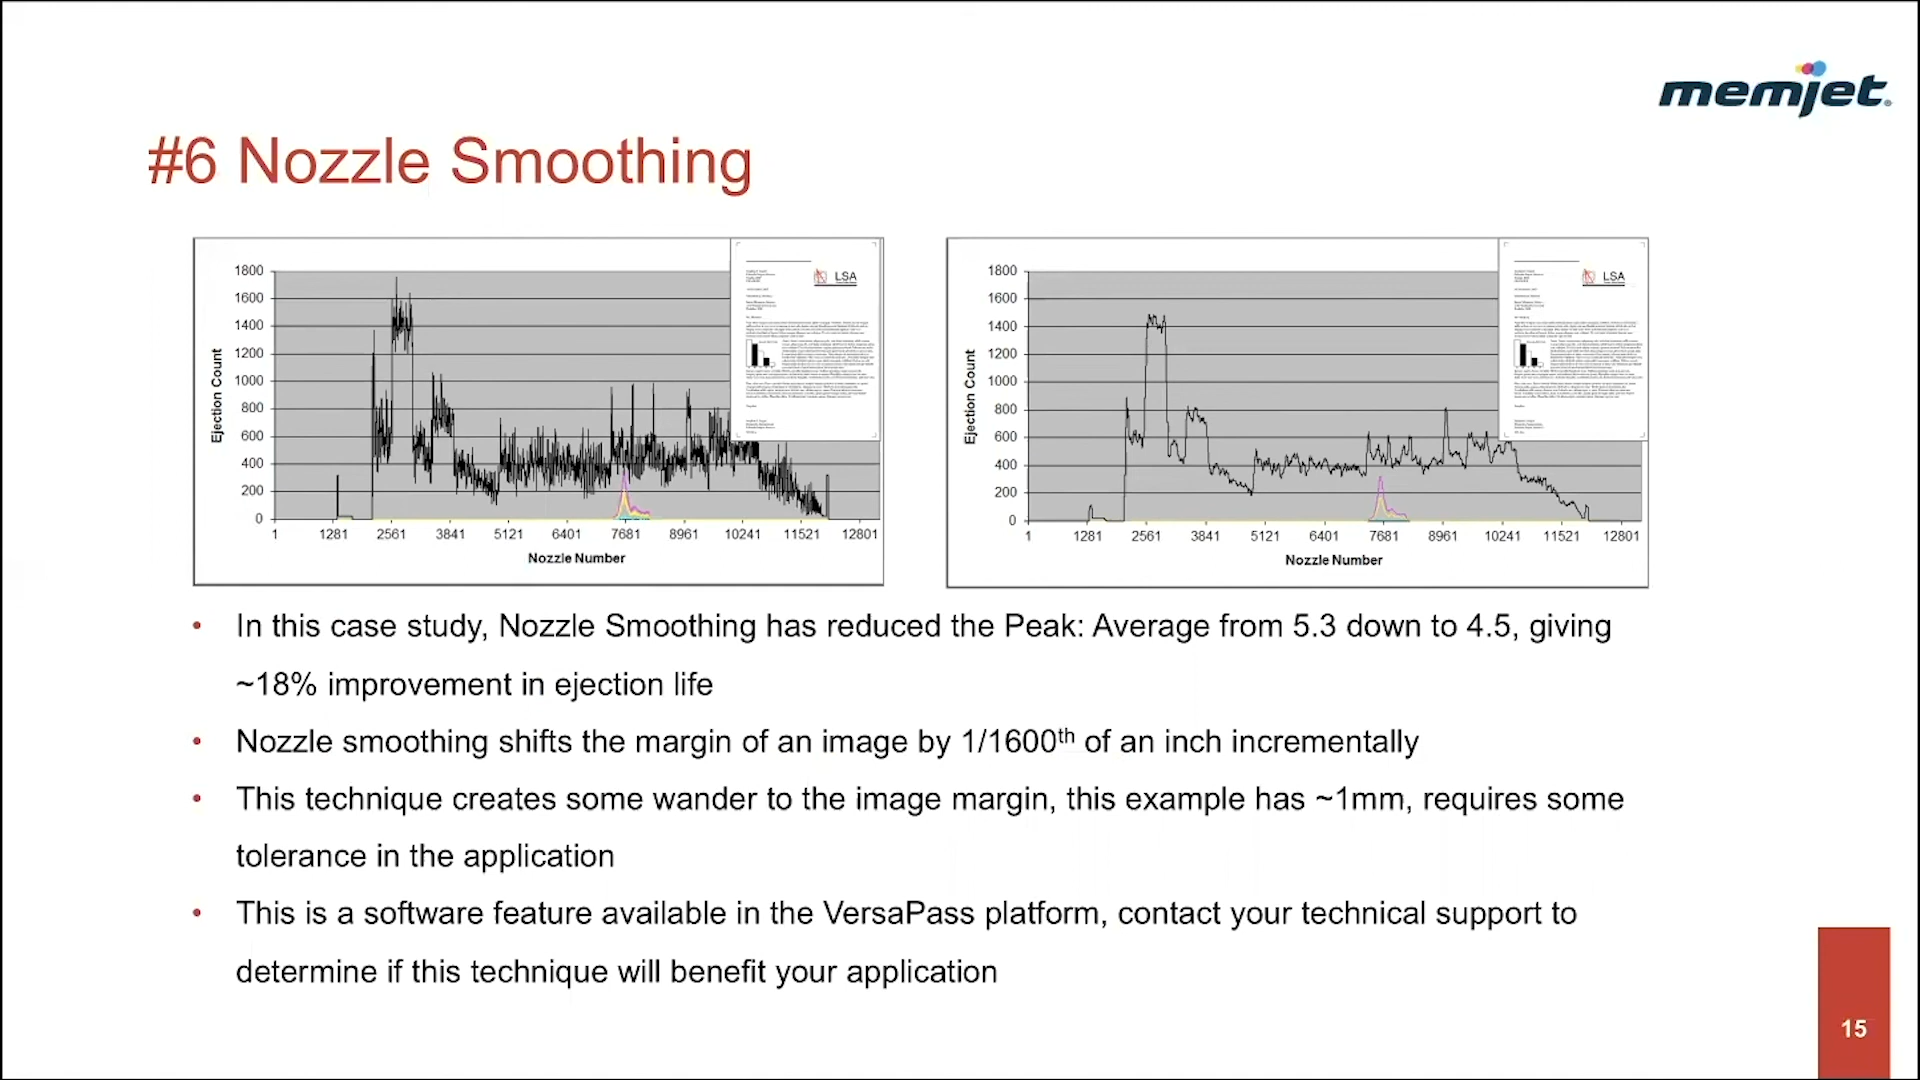 memjet
#6 Nozzle Smoothing
1800
1600
1400
1200
1000
800
600
400
200
0
Ejection Count
1 1281 2561 3841 5121 6401 7681 8961 10241 11521 12801
Nozzle Number
LSA
1800
1600
1400
1200
1000
800
600
400
200
0
Ejection Count
1 1281 2561 3841 5121 6401 7681 8961 10241 11521 12801
Nozzle Number
LSA
• In this case study, Nozzle Smoothing has reduced the Peak: Average from 5.3 down to 4.5, giving
~18% improvement in ejection life
• Nozzle smoothing shifts the margin of an image by 1/1600th of an inch incrementally
• This technique creates some wander to the image margin, this example has ~1mm, requires some
tolerance in the application
• This is a software feature available in the VersaPass platform, contact your technical support to
determine if this technique will benefit your application
15